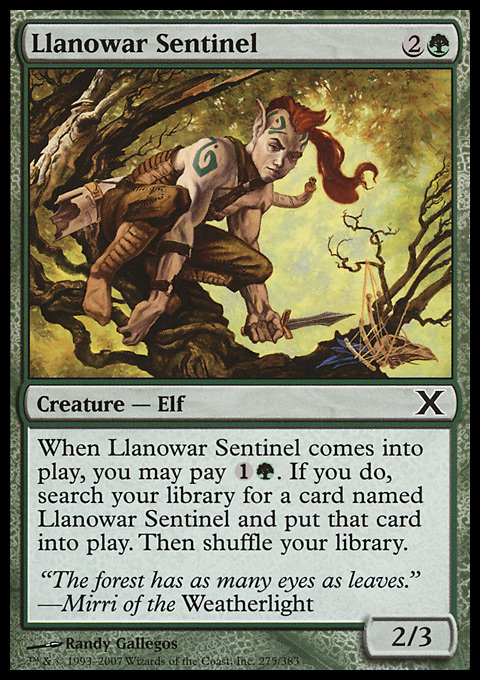 Llanowar Sentinel 2
Creature — Elf X
When Llanowar Sentinel comes into
play, you may pay 1 . If you do,
search your library for a card named
Llanowar Sentinel and put that card
into play. Then shuffle your library.
“The forest has as many eyes as leaves.”
—Mirri of the Weatherlight
Randy Gallegos
2/3
™ & © 1993–2007 Wizards of the Coast, Inc. 275/383